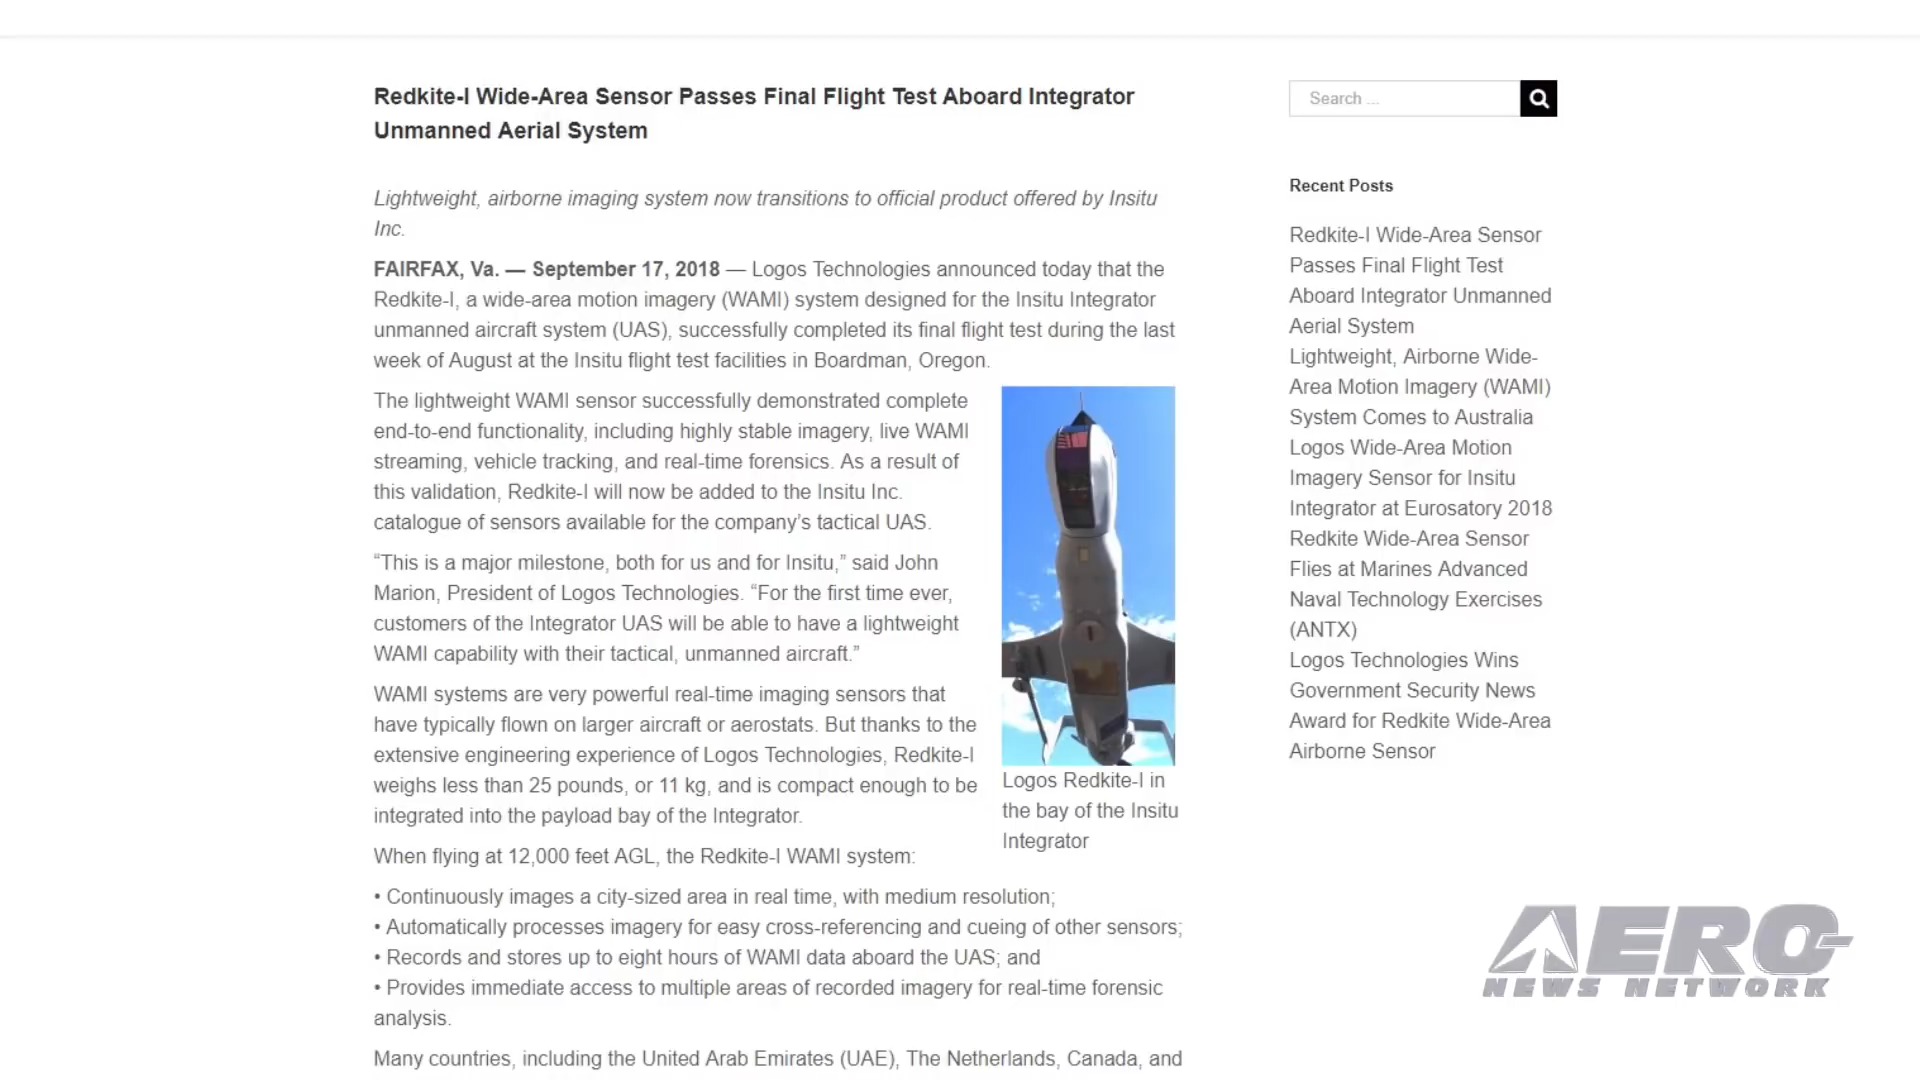 Redkite-I Wide-Area Sensor Passes Final Flight Test Aboard Integrator
Unmanned Aerial System
Lightweight, airborne imaging system now transitions to official product offered by Insitu
Inc.
FAIRFAX, Va. — September 17, 2018 — Logos Technologies announced today that the
Redkite-I, a wide-area motion imagery (WAMI) system designed for the Insitu Integrator
unmanned aircraft system (UAS), successfully completed its final flight test during the last
week of August at the Insitu flight test facilities in Boardman, Oregon.
The lightweight WAMI sensor successfully demonstrated complete
end-to-end functionality, including highly stable imagery, live WAMI
streaming, vehicle tracking, and real-time forensics. As a result of
this validation, Redkite-I will now be added to the Insitu Inc.
catalogue of sensors available for the company’s tactical UAS.
“This is a major milestone, both for us and for Insitu,” said John
Marion, President of Logos Technologies. “For the first time ever,
customers of the Integrator UAS will be able to have a lightweight
WAMI capability with their tactical, unmanned aircraft.”
WAMI systems are very powerful real-time imaging sensors that
have typically flown on larger aircraft or aerostats. But thanks to the
extensive engineering experience of Logos Technologies, Redkite-I
weighs less than 25 pounds, or 11 kg, and is compact enough to be
integrated into the payload bay of the Integrator.
Logos Redkite-I in
the bay of the Insitu
Integrator
When flying at 12,000 feet AGL, the Redkite-I WAMI system:
• Continuously images a city-sized area in real time, with medium resolution;
• Automatically processes imagery for easy cross-referencing and cueing of other sensors;
• Records and stores up to eight hours of WAMI data aboard the UAS; and
• Provides immediate access to multiple areas of recorded imagery for real-time forensic
analysis.
Many countries, including the United Arab Emirates (UAE), The Netherlands, Canada, and
Search ...
Recent Posts
Redkite-I Wide-Area Sensor
Passes Final Flight Test
Aboard Integrator Unmanned
Aerial System
Lightweight, Airborne Wide-
Area Motion Imagery (WAMI)
System Comes to Australia
Logos Wide-Area Motion
Imagery Sensor for Insitu
Integrator at Eurosatory 2018
Redkite Wide-Area Sensor
Flies at Marines Advanced
Naval Technology Exercises
(ANTX)
Logos Technologies Wins
Government Security News
Award for Redkite Wide-Area
Airborne Sensor
AERO-
NEWS NETWORK